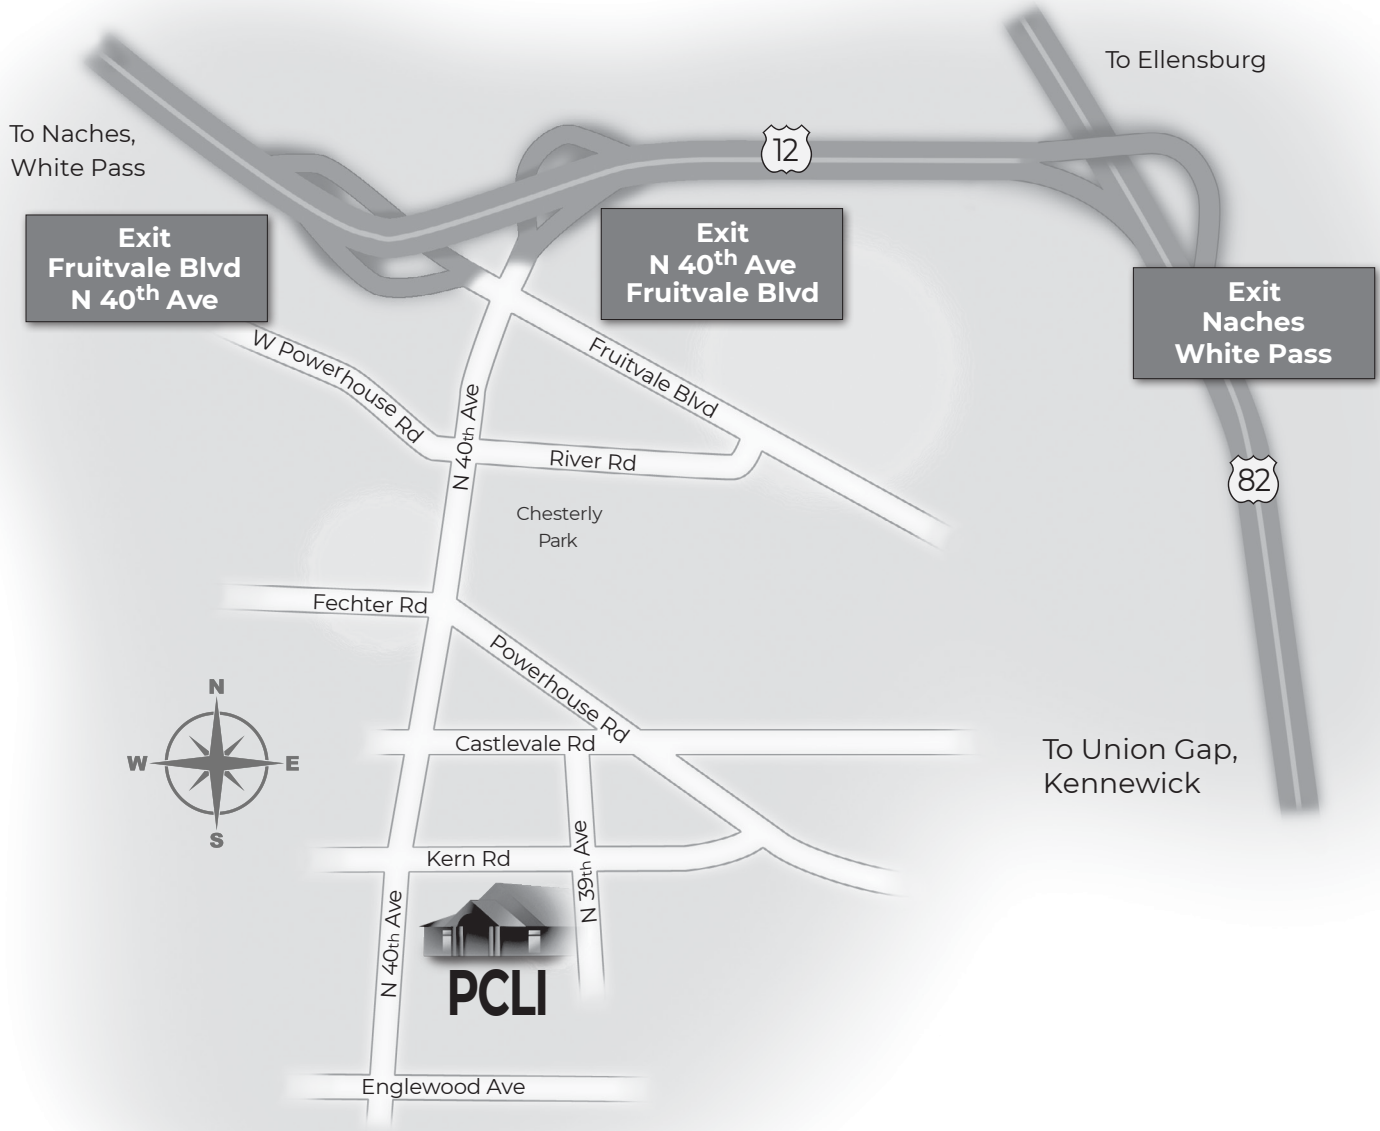 To Ellensburg
To Naches,
White Pass
12
Exit
Fruitvale Blvd
N 40th Ave
Exit
N 40th Ave
Fruitvale Blvd
Exit
Naches
White Pass
W Powerhouse Rd
Fruitvale Blvd
N 40th Ave
River Rd
82
Chesterly
Park
Fechter Rd
Powerhouse Rd
N
W
E
S
Castlevale Rd
To Union Gap,
Kennewick
Kern Rd
N 39th Ave
N 40th Ave
PCLI
Englewood Ave